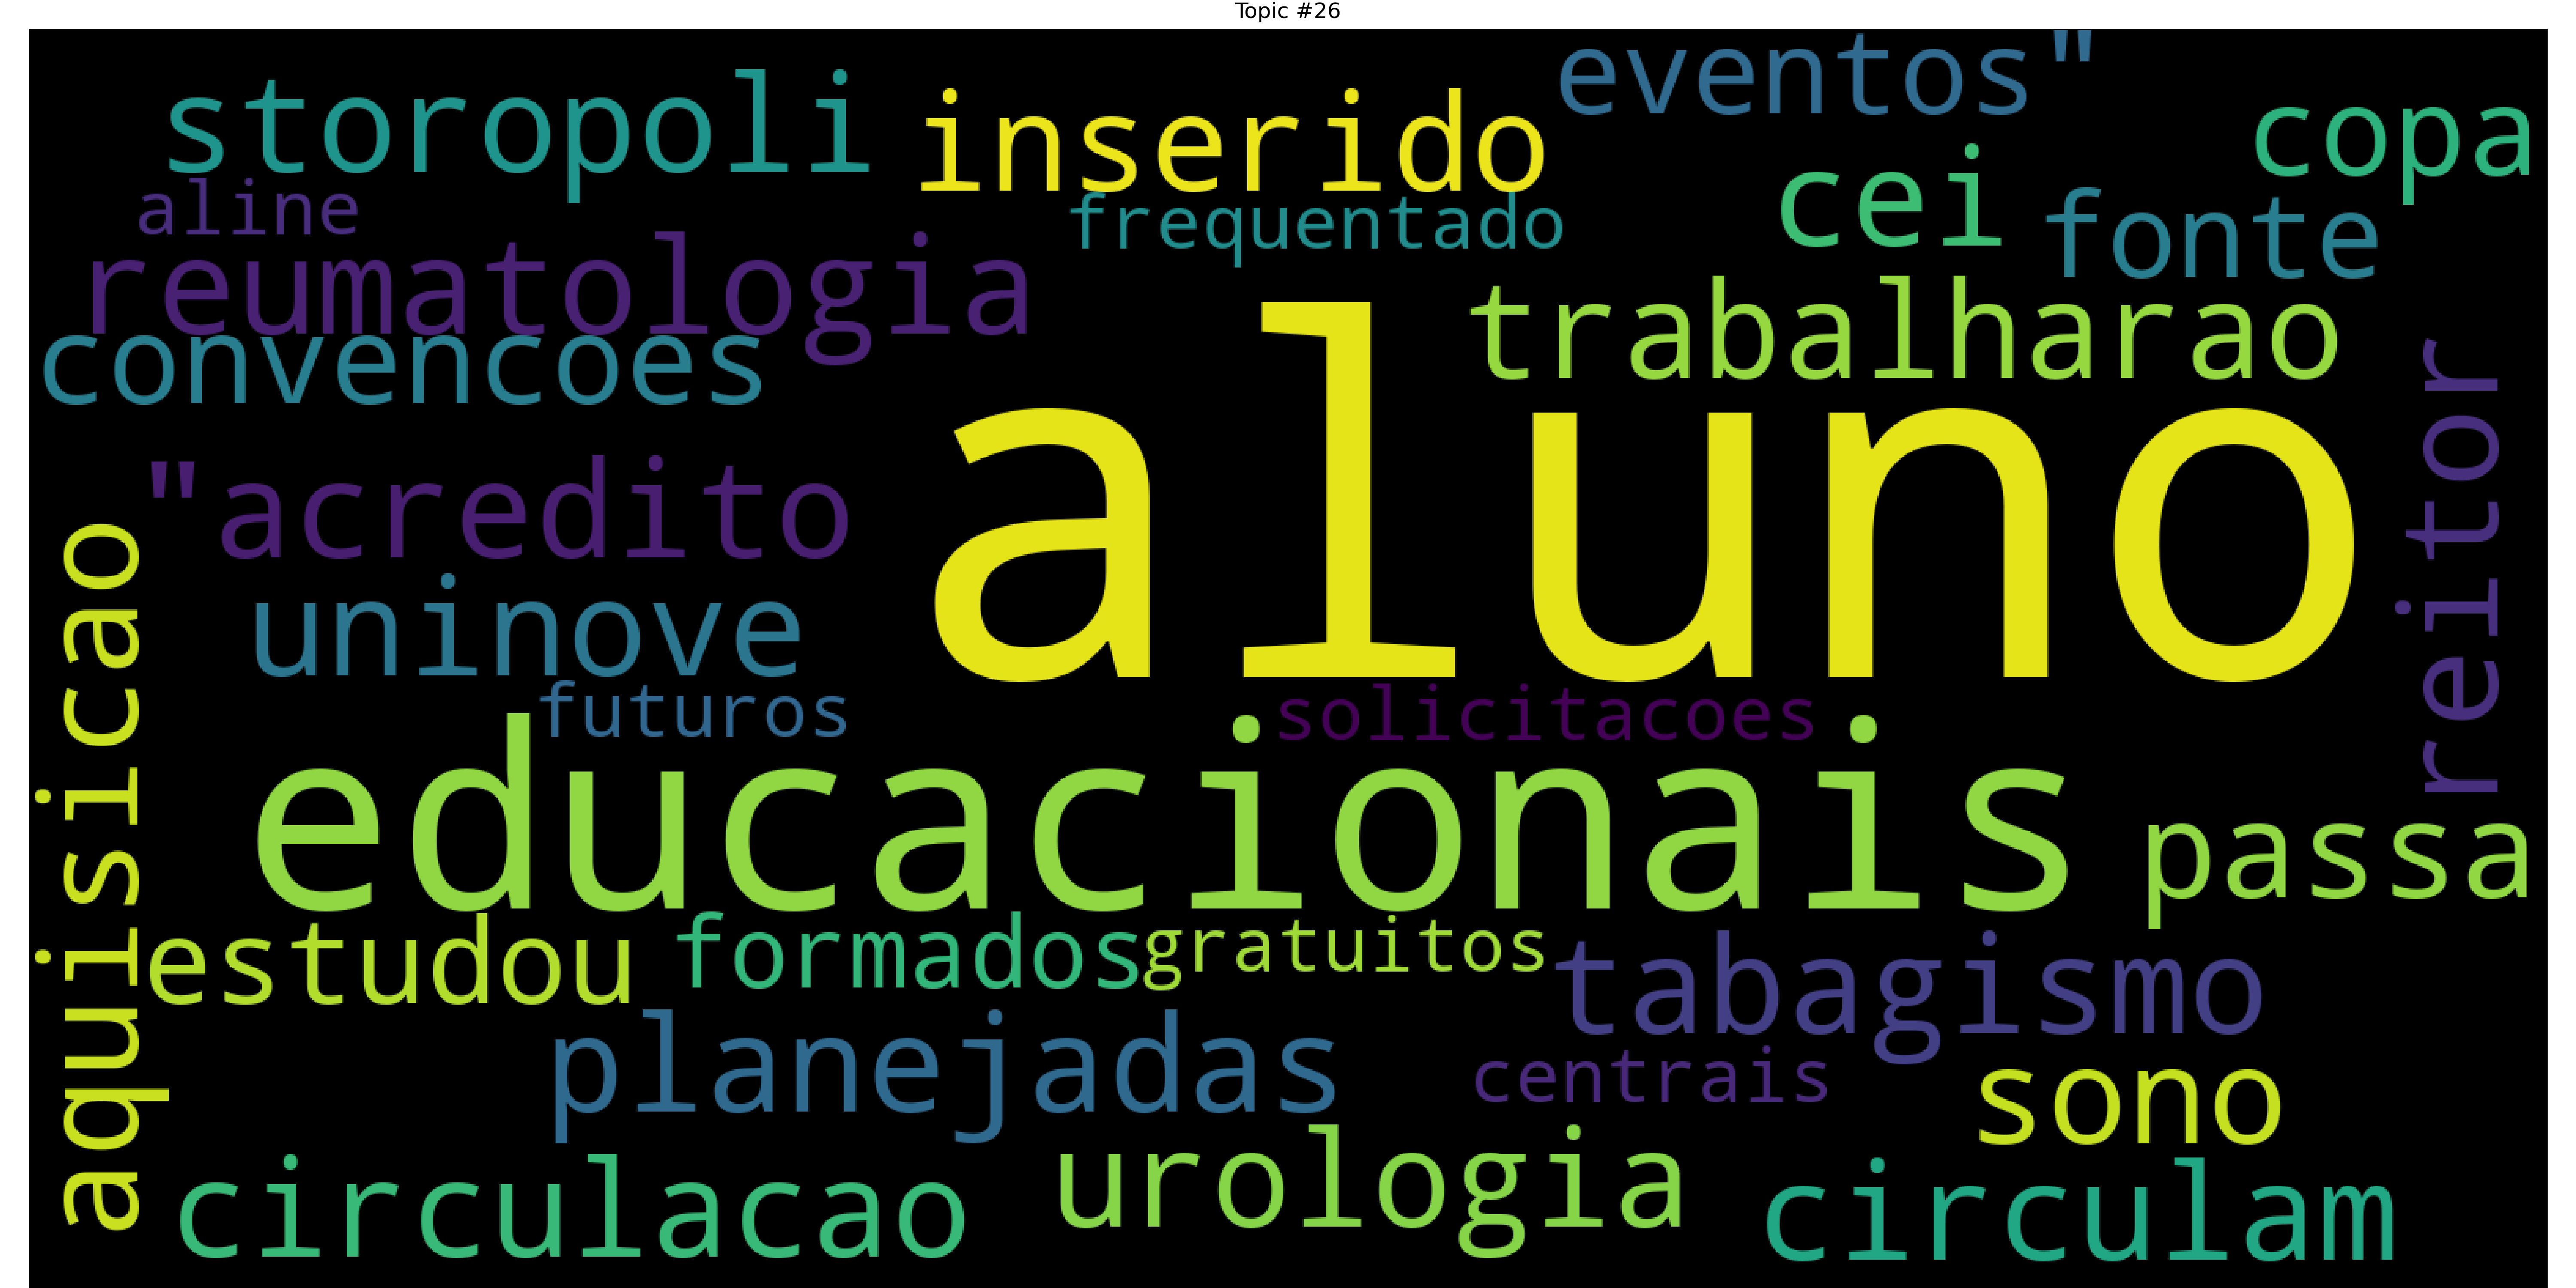 Topic #26
eventos"
storopoli
inserido
copa
cei
aline
frequentado
fonte
reumatologia
trabalharao
convencoes
aluno
reitor
"acredito
aquisicao
uninove
futuros
solicitacoes
educacionais
passa
estudou
formados
gratuitos
tabagismo
planejadas
centrais
sono
circulacao
urologia
circulam